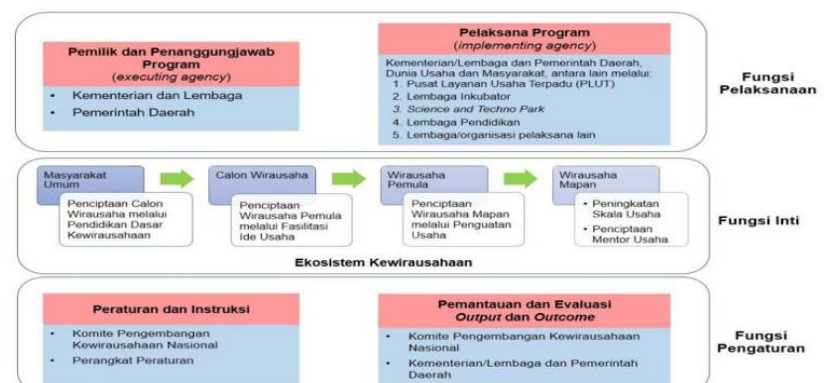 Pemilik dan Penanggungjawab
Program
(executing agency)
• Kementerian dan Lembaga
• Pemerintah Daerah
Pelaksana Program
(implementing agency)
Kementerian/Lembaga dan Pemerintah Daerah,
Dunia Usaha dan Masyarakat, antara lain melalui:
1. Pusat Layanan Usaha Terpadu (PLUT)
2. Lembaga Inkubator
3. Science and Techno Park
4. Lembaga Pendidikan
5. Lembaga/organisasi pelaksana lain
Fungsi
Pelaksanaan
Masyarakat
Umum
Penciptaan Calon
Wirausaha melalui
Pendidikan Dasar
Kewirausahaan
Calon Wirausaha
Penciptaan
Wirausaha Pemula
melalui Fasilitasi
Ide Usaha
Wirausaha
Pemula
Penciptaan
Wirausaha Mapan
melalui Penguatan
Usaha
Wirausaha
Mapan
• Peningkatan
Skala Usaha
• Penciptaan
Mentor Usaha
Fungsi Inti
Ekosistem Kewirausahaan
Peraturan dan Instruksi
• Komite Pengembangan
Kewirausahaan Nasional
• Perangkat Peraturan
Pemantauan dan Evaluasi
Output dan Outcome
• Komite Pengembangan Kewirausahaan
Nasional
• Kementerian/Lembaga dan Pemerintah
Daerah
Fungsi
Pengaturan